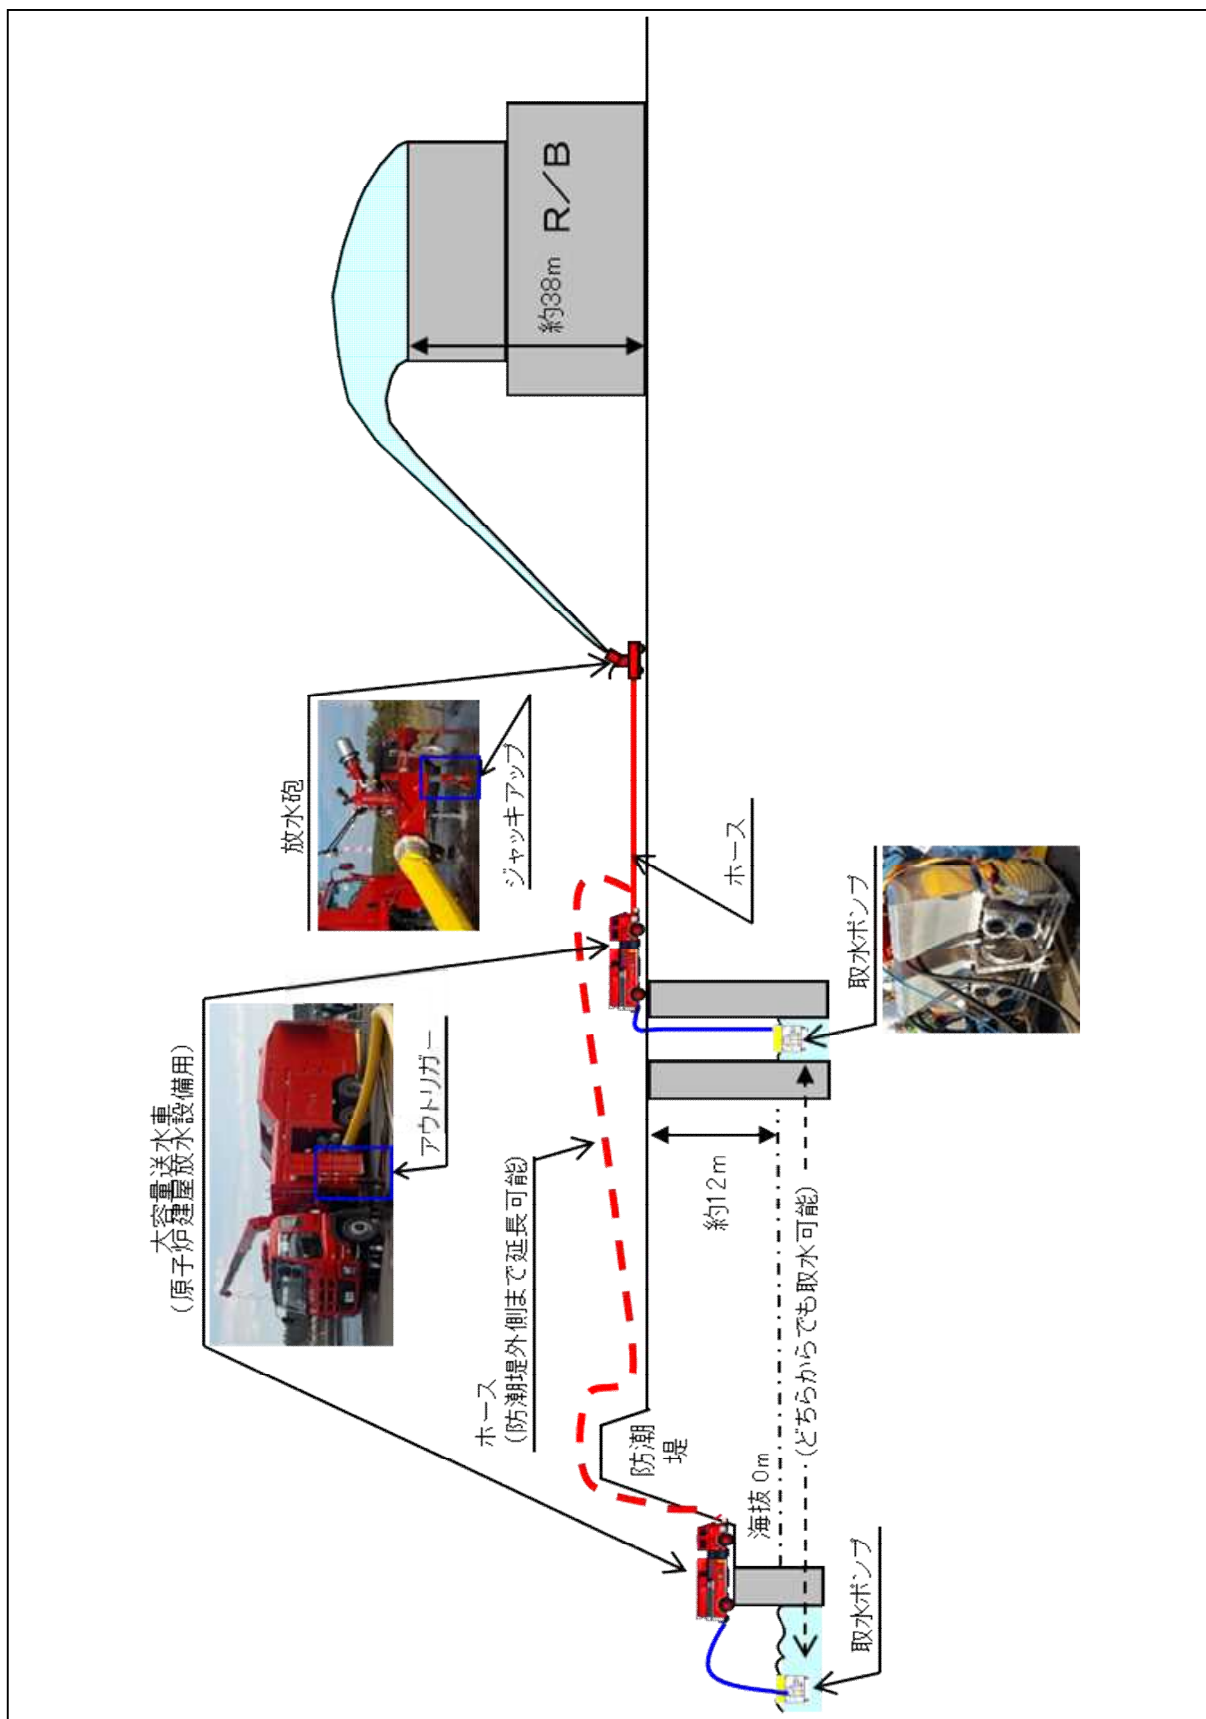 大容量送水車
（原子炉建屋放水設備用）
アウトリガー
放水砲
ジャッキアップ
ホース
（防潮堤外側まで延長可能）
ホース
約38m
R／B
防潮
堤
約12m
海抜0m
（どちらからでも取水可能）
取水ポンプ
取水ポンプ